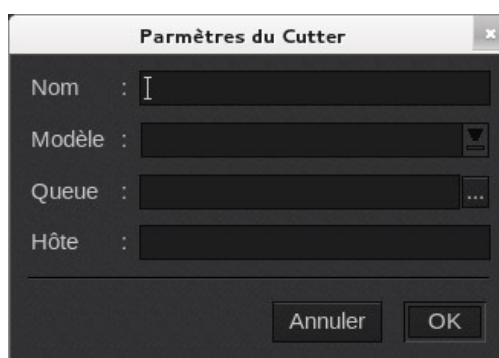 Parmètres du Cutter
Nom :
Modèle :
Queue : ...
Hôte :
Annuler OK